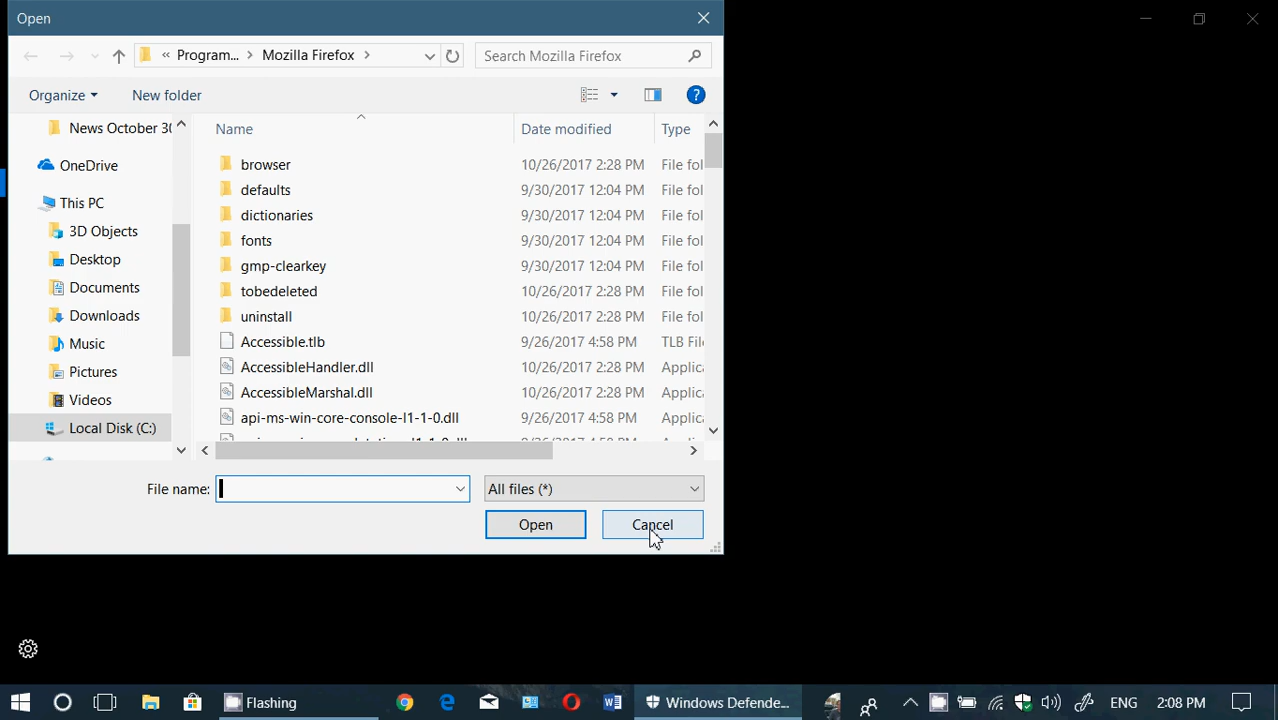 Open
« Program... > Mozilla Firefox >
Search Mozilla Firefox
Organize
New folder
?
News October 30
OneDrive
This PC
3D Objects
Desktop
Documents
Downloads
Music
Pictures
Videos
Local Disk (C:)
Name Date modified Type
browser 10/26/2017 2:28 PM File fol
defaults 9/30/2017 12:04 PM File fol
dictionaries 9/30/2017 12:04 PM File fol
fonts 9/30/2017 12:04 PM File fol
gmp-clearkey 9/30/2017 12:04 PM File fol
tobedeleted 10/26/2017 2:28 PM File fol
uninstall 10/26/2017 2:28 PM File fol
Accessible.tlb 9/26/2017 4:58 PM TLB File
AccessibleHandler.dll 10/26/2017 2:28 PM Applic
AccessibleMarshal.dll 10/26/2017 2:28 PM Applic
api-ms-win-core-console-l1-1-0.dll 9/26/2017 4:58 PM Applic
File name:
All files (*)
Open
Cancel
Flashing
Windows Defende...
ENG
2:08 PM